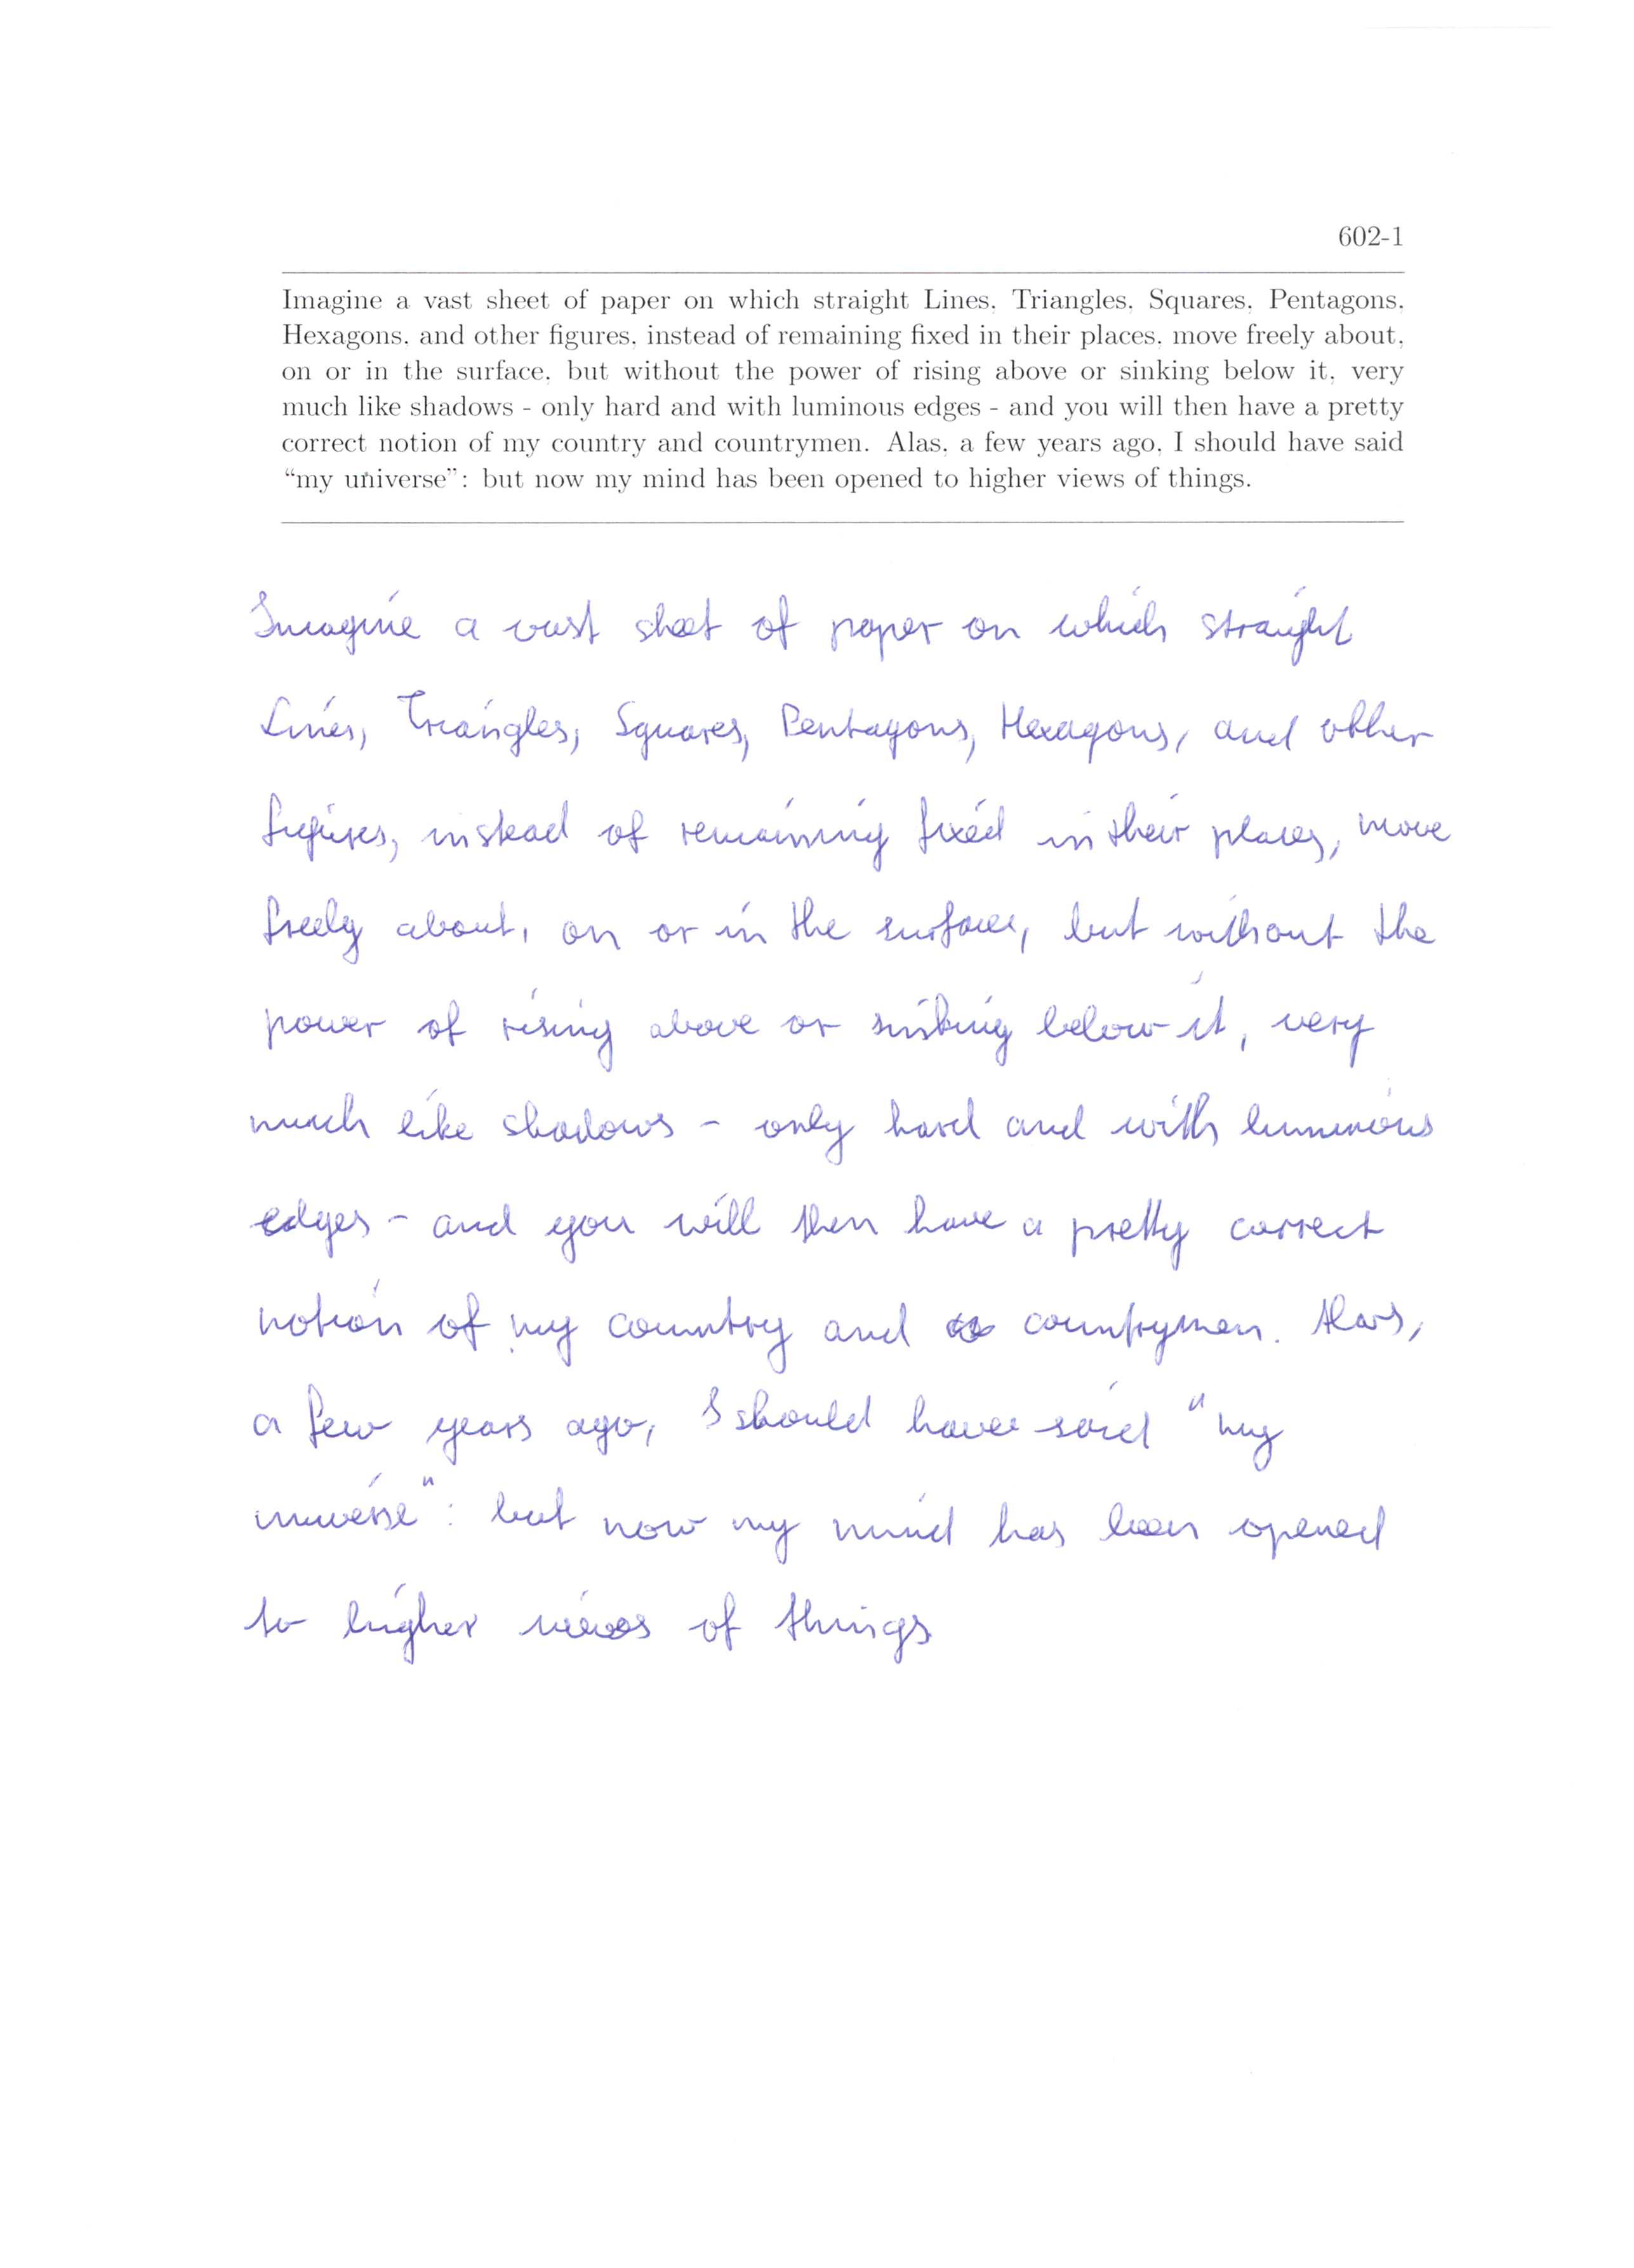 602-1
Imagine a vast sheet of paper on which straight Lines, Triangles, Squares, Pentagons,
Hexagons, and other figures, instead of remaining fixed in their places, move freely about,
on or in the surface, but without the power of rising above or sinking below it, very
much like shadows - only hard and with luminous edges - and you will then have a pretty
correct notion of my country and countrymen. Alas, a few years ago, I should have said
“my universe”: but now my mind has been opened to higher views of things.
Imagine a vast sheet of paper on which straight
Lines, Triangles, Squares, Pentagons, Hexagons, and other
figures, instead of remaining fixed in their places, move
freely about, on or in the surface, but without the
power of rising above or sinking below it, very
much like shadows - only hard and with luminous
edges - and you will then have a pretty correct
notion of my country and countrymen. Alas,
a few years ago, I should have said "my
universe": but now my mind has been opened
to higher views of things